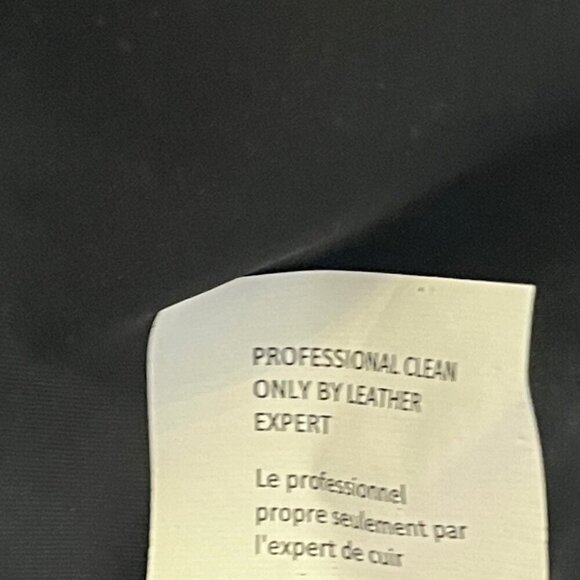 PROFESSIONAL CLEAN
ONLY BY LEATHER
EXPERT
Le professionnel
propre seulement par
l'expert de cuir